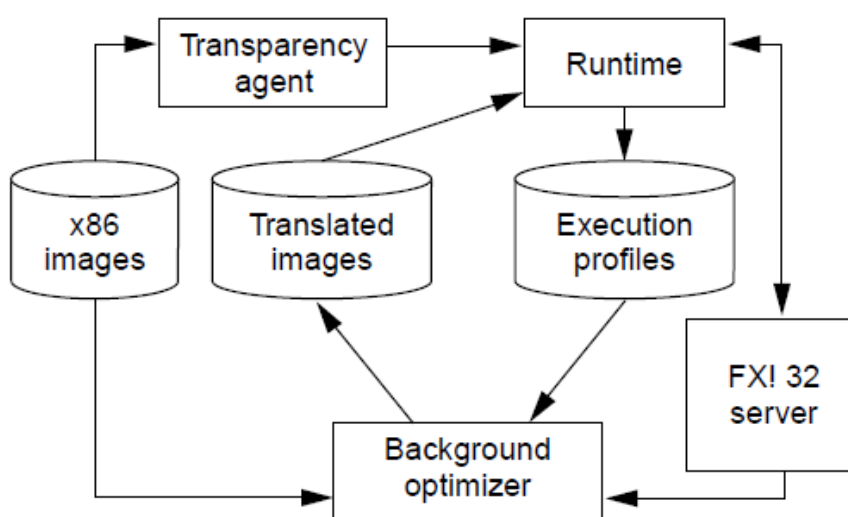 Transparency
agent
Runtime
x86
images
Translated
images
Execution
profiles
FX! 32
server
Background
optimizer